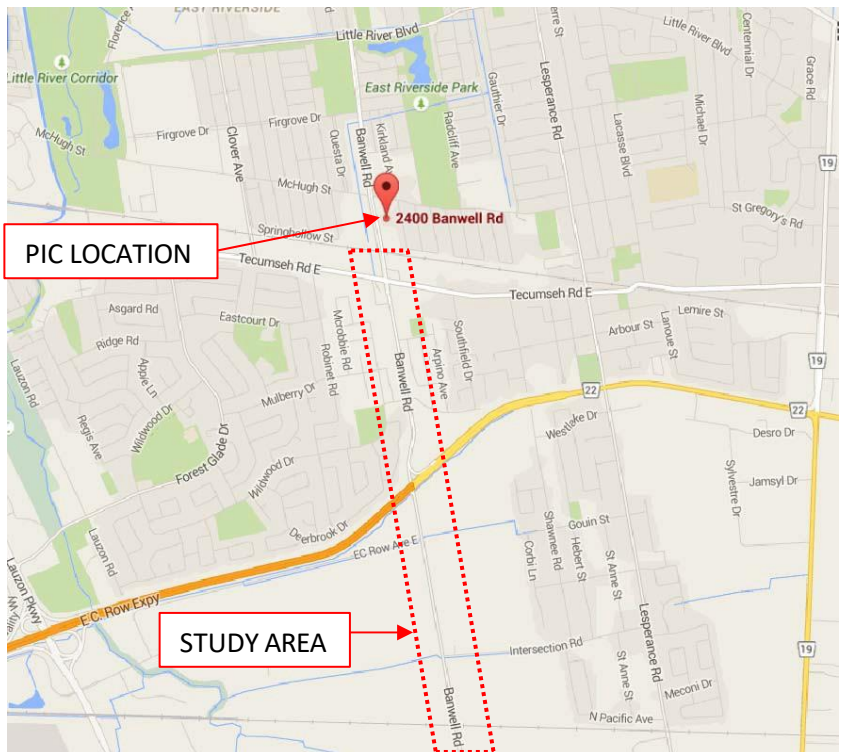 EAST RIVERSIDE
Little River Blvd
Little River Corridor
East Riverside Park
Little River Blvd
Centennial Dr
Grace Rd
Lesperance Rd
Gauthier Dr
Michael Dr
Lacasse Blvd
McHugh St
Firgrove Dr
Firgrove Dr
Clover Ave
Questa Dr
Banwell Rd
Radcliff Ave
19
McHugh St
2400 Banwell Rd
St Gregory's Rd
Springhollow St
PIC LOCATION
Tecumseh Rd E
Tecumseh Rd E
Asgard Rd
Eastcourt Dr
Mcrobbie Rd
Robinet Rd
Ridge Rd
Apple Ln
Wildwood Dr
Mulberry Dr
Banwell Rd
Arpino Ave
Southfield Dr
Arbour St
Lanoue St
Lemire St
19
22
22
Lauzon Rd
Regis Ave
Forest Glade Dr
Wildwood Dr
Westlake Dr
Desro Dr
Sylvestre Dr
Jamsyl Dr
Deerbrook Dr
EC Row Ave E
Lauzon Rd
Lauzon Pkwy
E.C. Row Expy
Corbi Ln
Shawnee Rd
Gouin St
Hebert St
St Anne St
Lesperance Rd
STUDY AREA
Intersection Rd
19
St Anne St
Meconi Dr
Banwell Rd
N Pacific Ave